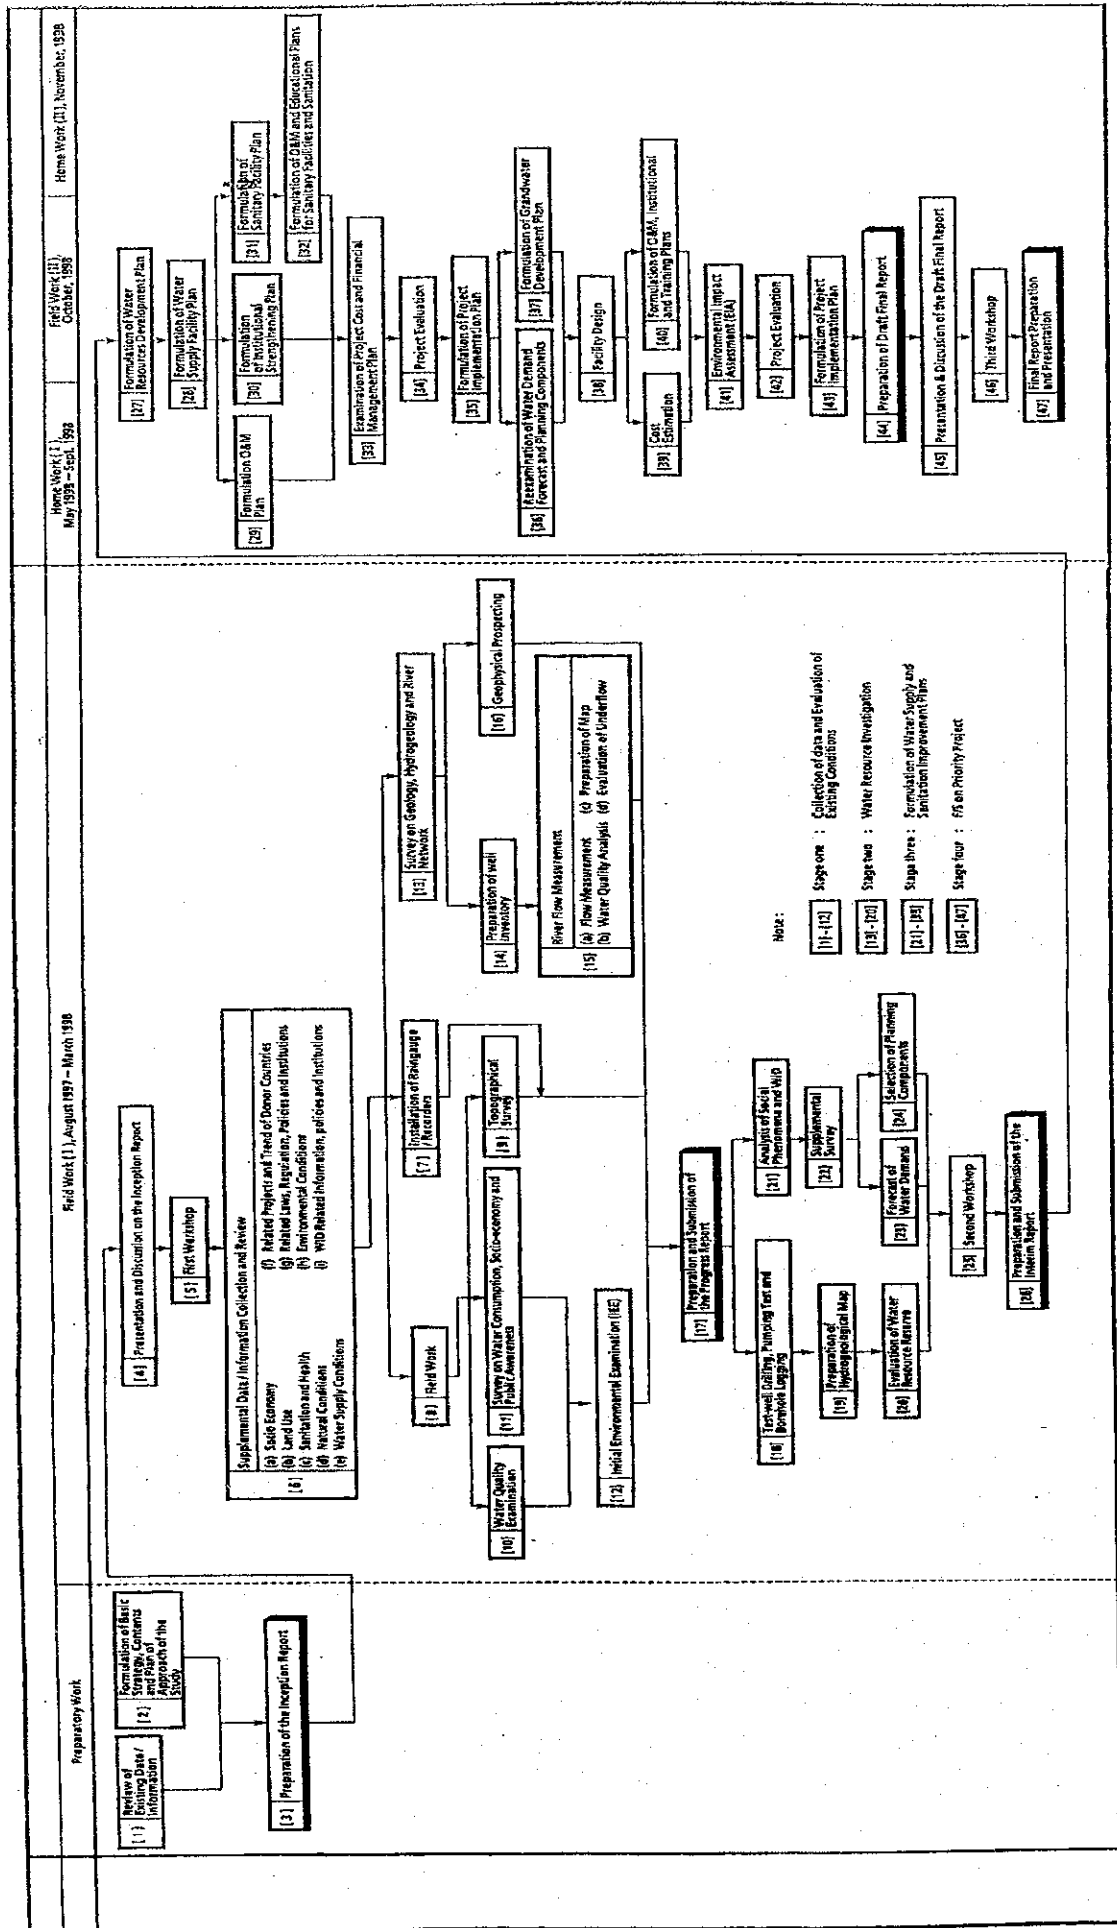 Preparatory Work
Field Work ( I ), August 1997 – March 1998
Home Work ( I ),
May 1998 – Sept. 1998
Field Work (II),
October, 1998
Home Work (II), November, 1998
[1]
Review of
Existing Data/
Information
[2]
Formulation of Basic
Strategy, Contents
and Plan of
Approach of the
Study
[3] Preparation of the Inception Report
[4] Presentation and Discussion on the Inception Report
[5] First Workshop
[6]
Supplemental Data / Information Collection and Review
(a) Socio Economy
(b) Land Use
(c) Sanitation and Health
(d) Natural Conditions
(e) Water Supply Conditions
(f) Related Projects and Trend of Donor Countries
(g) Related Laws, Regulation, Policies and Institutions
(h) Environmental Conditions
(i) WID Related Information, policies and Institutions
[7]
Installation of Raingauge
/ Recorders
[8] Field Work
[9]
Topographical
Survey
[10]
Water Quality
Examination
[11]
Survey on Water Consumption, Socio-economy and
Public Awareness
[12] Initial Environmental Examination (IEE)
[13]
Survey on Geology, Hydrogeology and River
Network
[14]
Preparation of well
Inventory
[15]
River Flow Measurement
(a) Flow Measurement (c) Preparation of Map
(b) Water Quality Analysis (d) Evaluation of Underflow
[16] Geophysical Prospecting
[17]
Preparation and Submission of
the Progress Report
[18]
Test-well Drilling, Pumping Test and
Borehole Logging
[19]
Preparation of
Hydrogeological Map
[20]
Evaluation of Water
Resource Reserve
[21]
Analysis of Social
Phenomena and WID
[22]
Supplemental
Survey
[23]
Forecast of
Water Demand
[24]
Selection of Planning
Components
[25] Second Workshop
[26]
Preparation and Submission of the
Interim Report
Note :
[1] - [12] Stage one : Collection of data and Evaluation of
Existing Conditions
[13] - [20] Stage two : Water Resource Investigation
[21] - [35] Stage three : Formulation of Water Supply and
Sanitation Improvement Plans
[36] - [47] Stage four : F/S on Priority Project
[27]
Formulation of Water
Resources Development Plan
[28]
Formulation of Water
Supply Facility Plan
[29]
Formulation O&M
Plan
[30]
Formulation
of Institutional
Strengthening Plan
[31]
Formulation of
Sanitary Facility Plan
[32]
Formulation of O&M and Educational Plans
for Sanitary Facilities and Sanitation
[33]
Examination of Project Cost and Financial
Management Plan
[34] Project Evaluation
[35]
Formulation of Project
Implementation Plan
[36]
Reexamination of Water Demand
Forecast and Planning Components
[37]
Formulation of Grandwater
Development Plan
[38] Facility Design
[39]
Cost
Estimation
[40]
Formulation of O&M, Institutional
and Training Plans
[41]
Environmental Impact
Assessment (EIA)
[42] Project Evaluation
[43]
Formulation of Project
Implementation Plan
[44] Preparation of Draft Final Report
[45] Presentation & Discussion of the Draft Final Report
[46] Third Workshop
[47]
Final Report Preparation
and Presentation